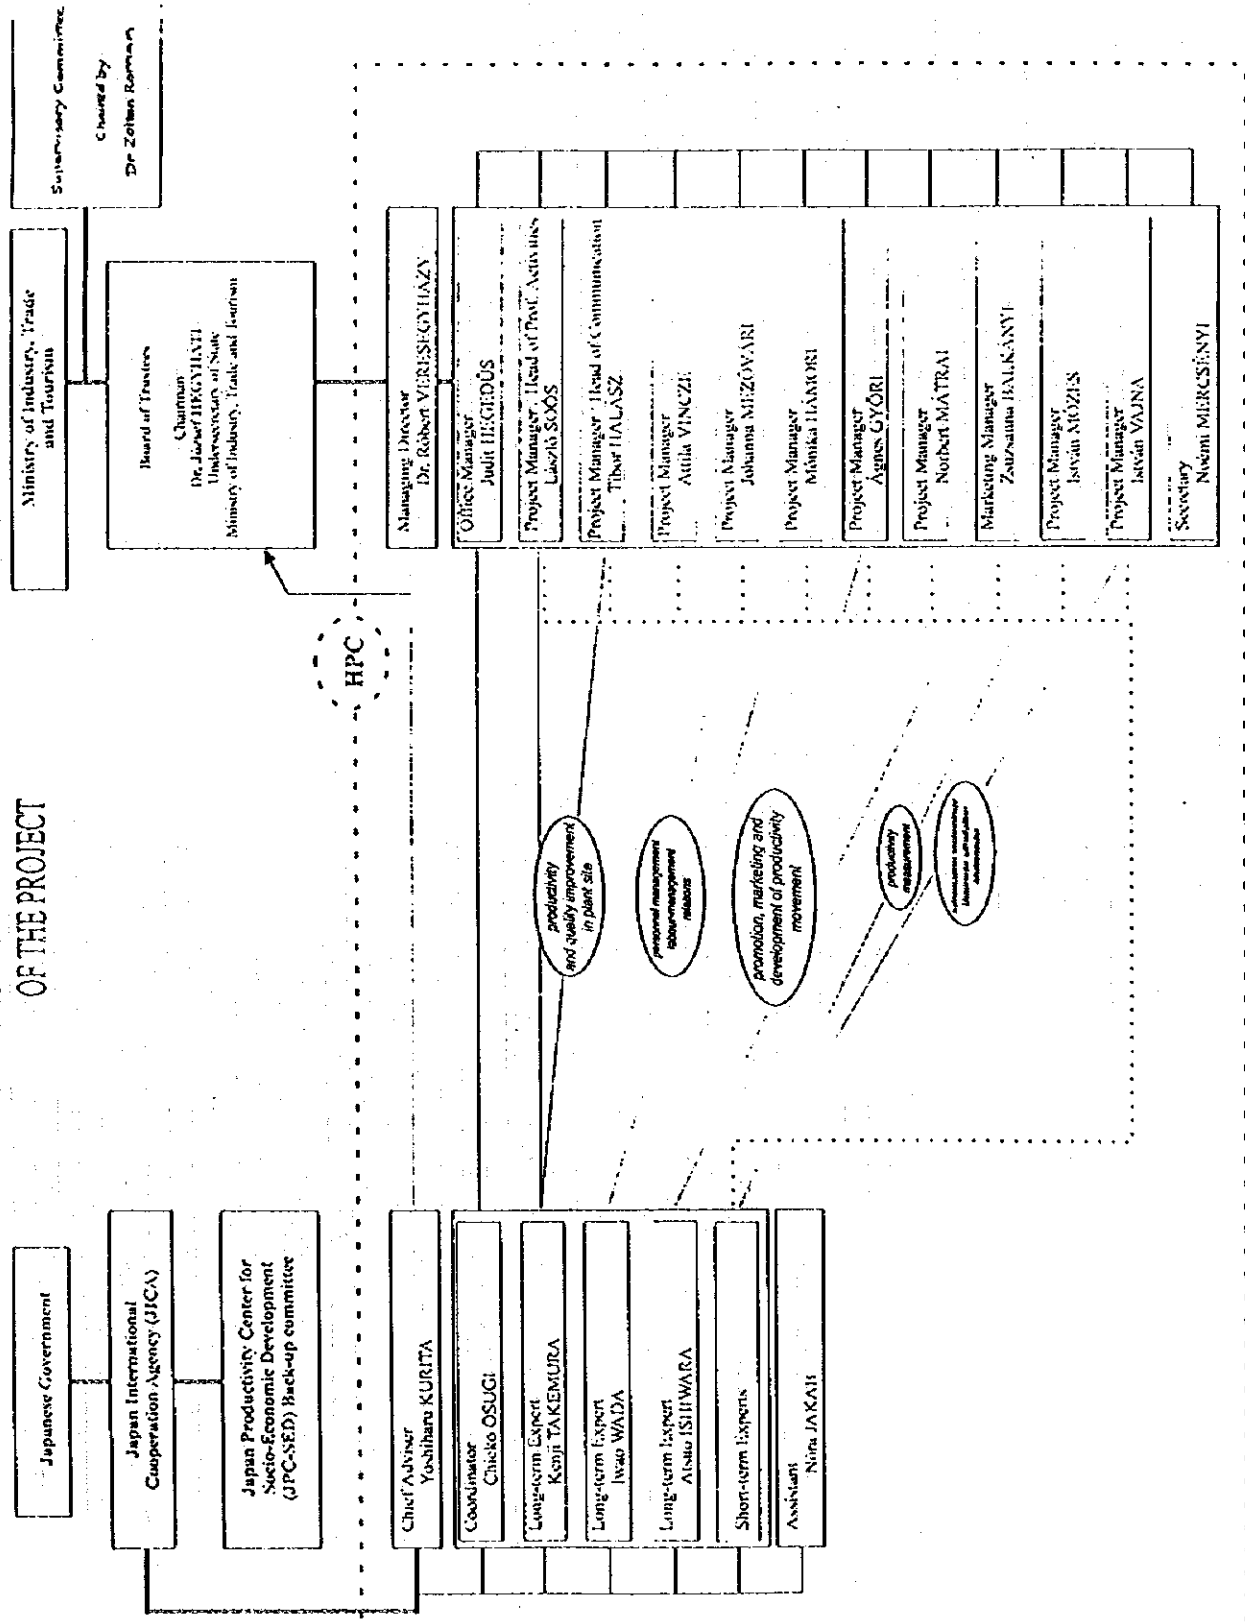 OF THE PROJECT
Japanese Government
Japan International
Cooperation Agency (JICA)
Japan Productivity Center for
Socio-Economic Development
(JPC-SED) Back-up committee
Ministry of Industry, Trade
and Tourism
Supervisory Committee
Chaired by
Dr Zoltan Roman
Board of Trustees
Chairman
Dr. József HEGYHÁTI
Undersecretary of State
Ministry of Industry, Trade and Tourism
HPC
Chief Adviser
Yoshiharu KURITA
Coordinator
Chieko OSUGI
Long-term Expert
Kenji TAKEMURA
Long-term Expert
Iwao WADA
Long-term Expert
ISHIWARA
Short-term Experts
Assistant
Nóra JAKAB
productivity
and quality improvement
in plant site
personnel management
labour-management
relations
promotion, marketing and
development of productivity
movement
productivity
measurement
Managing Director
Dr. Róbert VERESEGYHÁZY
Office Manager
Judit HEGEDŰS
Project Manager / Head of Prof. Activities
László SOÓS
Project Manager / Head of Communication
Tibor HALÁSZ
Project Manager
Attila VINCZE
Project Manager
Johanna MEZŐVÁRI
Project Manager
Mónika HÁMORI
Project Manager
Ágnes GYŐRI
Project Manager
Norbert MÁTRAI
Marketing Manager
Zsuzsanna BALKÁNYI
Project Manager
István MÓZES
Project Manager
István VAJNA
Secretary
Noémi MERCSÉNYI